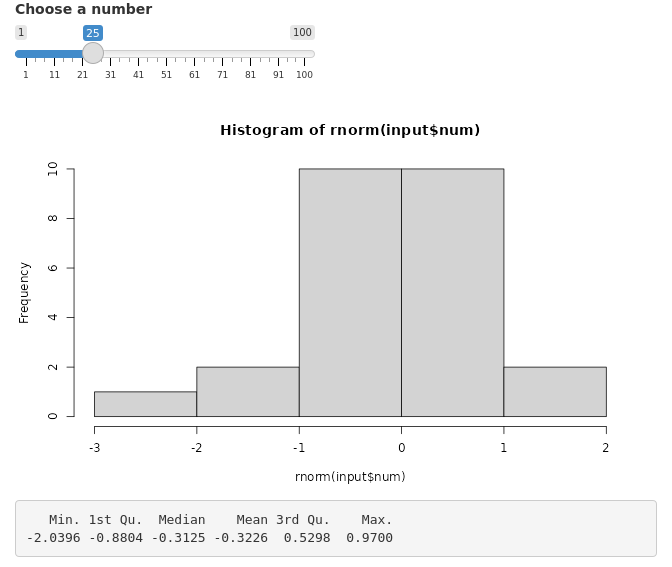 Choose a number
1 25 100
1 11 21 31 41 51 61 71 81 91 100
Histogram of rnorm(input$num)
Frequency
10
8
6
4
2
0
-3 -2 -1 0 1 2
rnorm(input$num)
Min. 1st Qu. Median Mean 3rd Qu. Max.
-2.0396 -0.8804 -0.3125 -0.3226 0.5298 0.9700